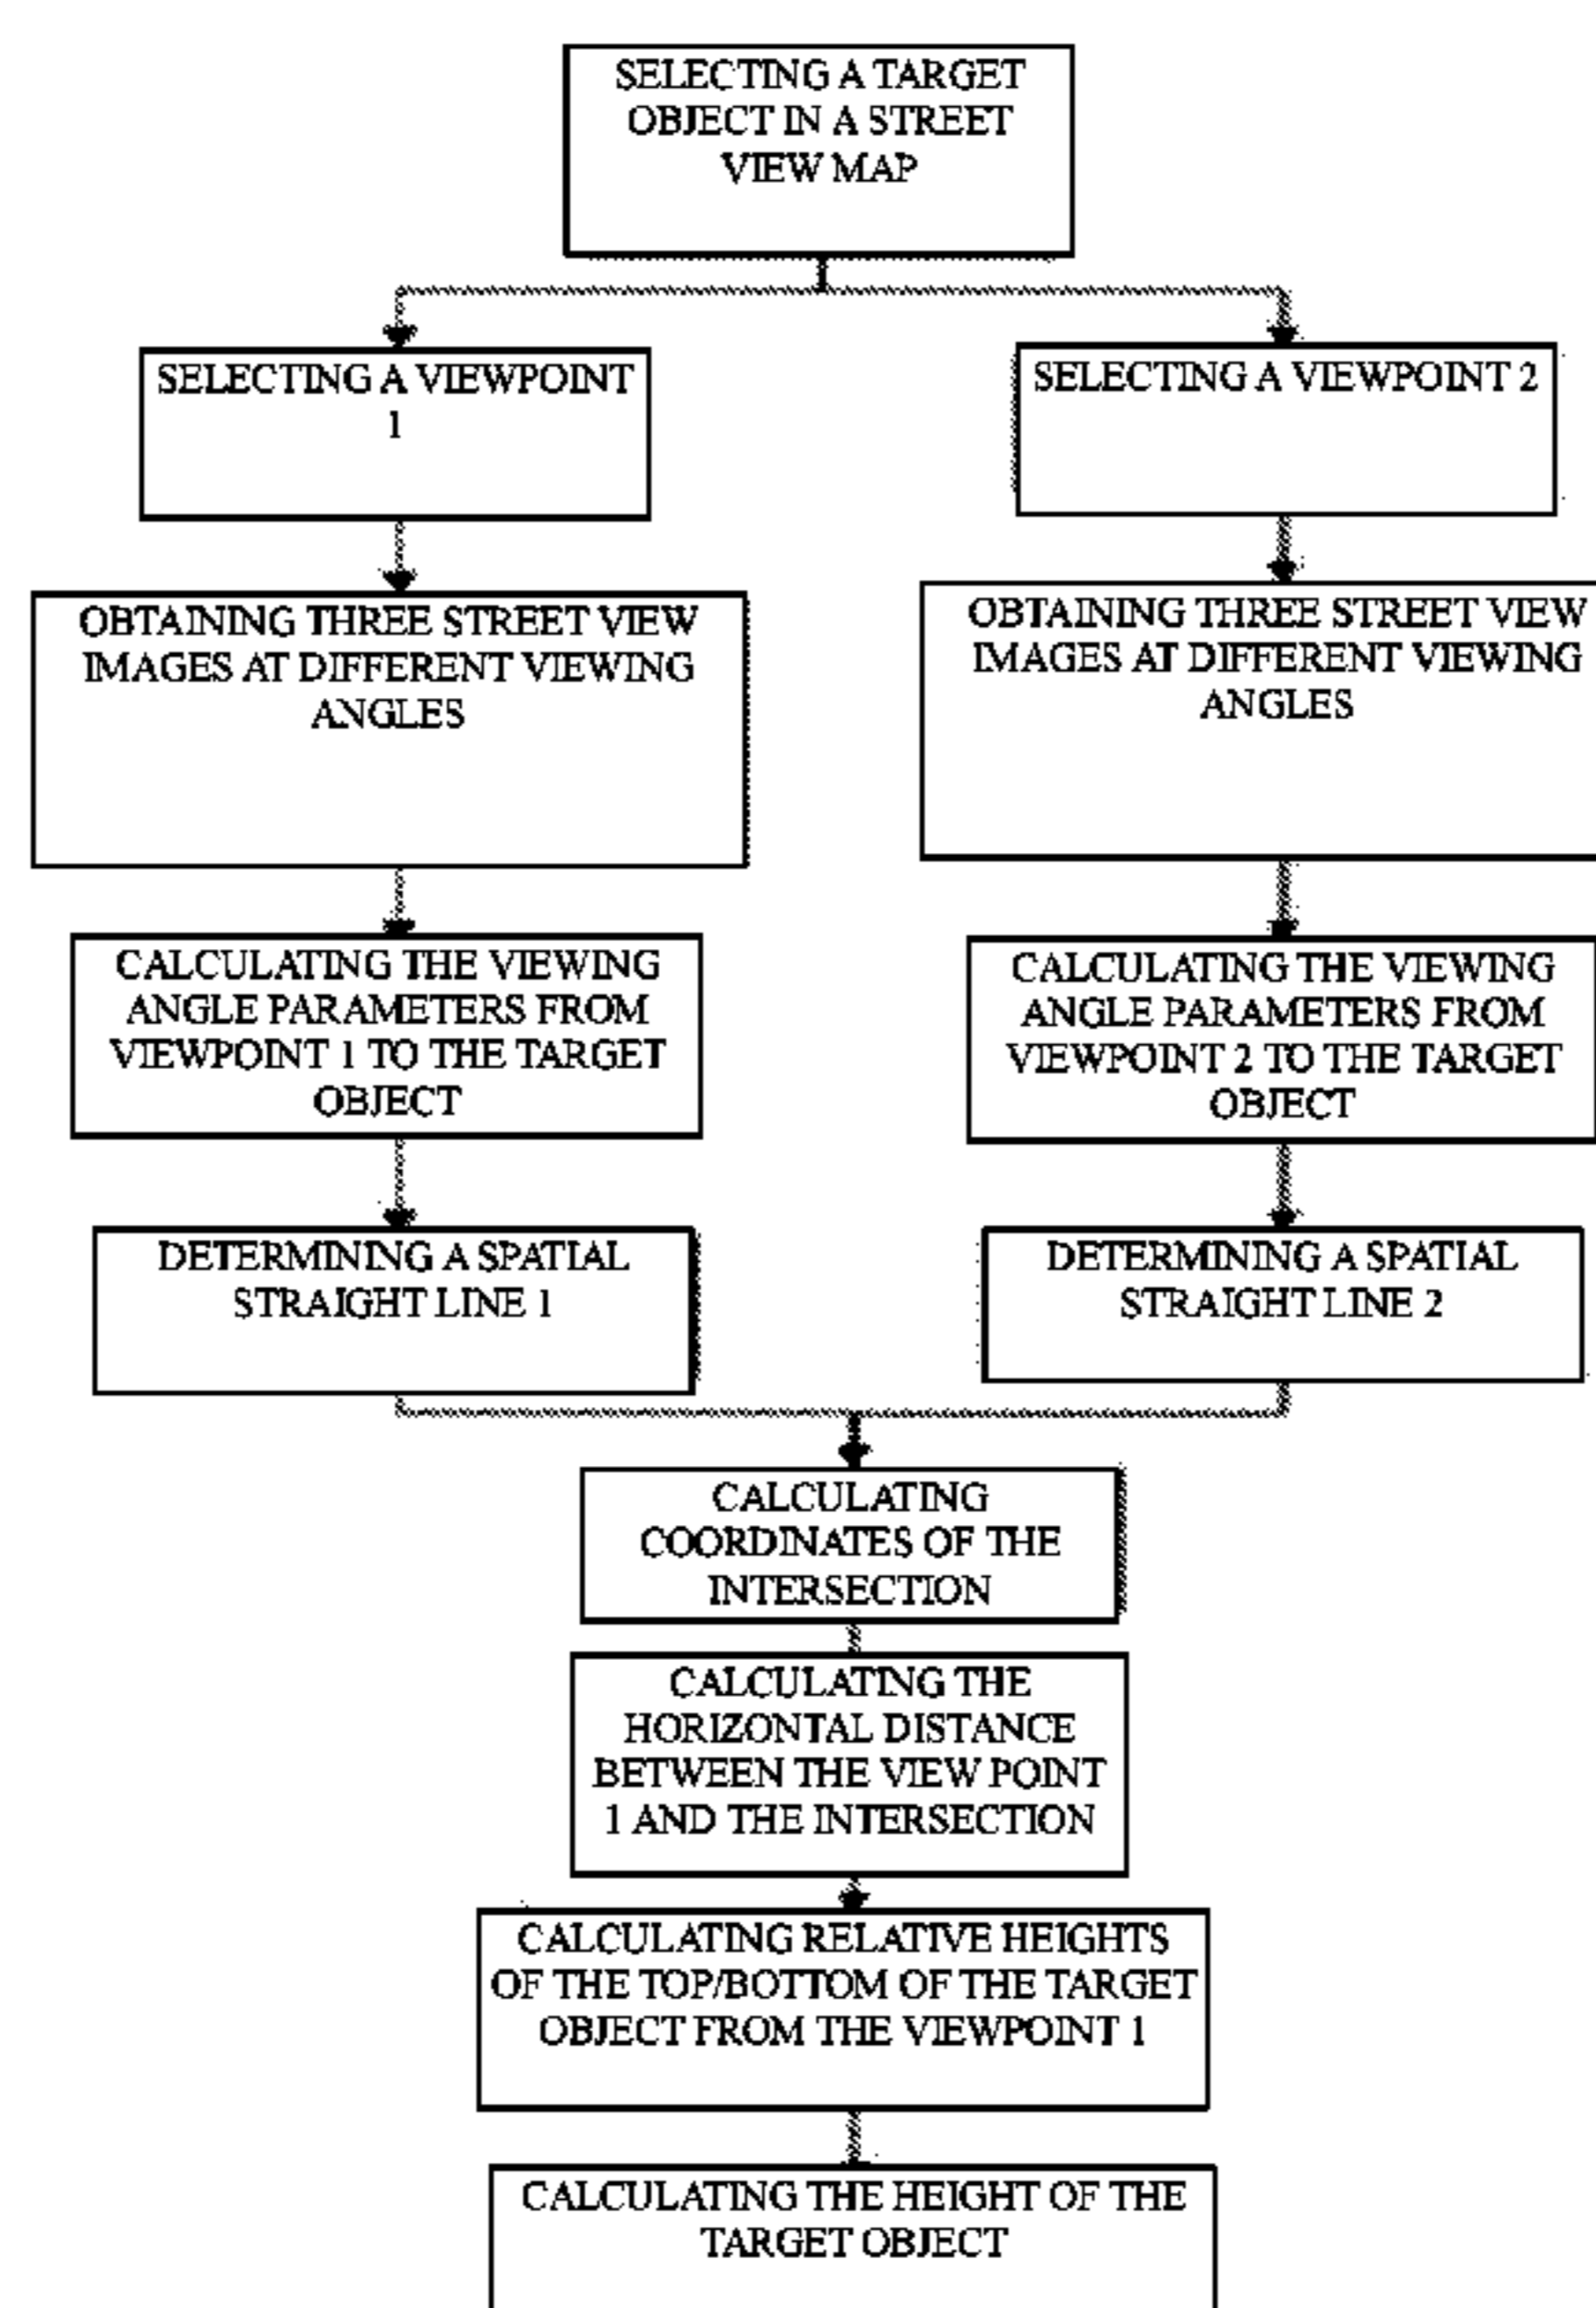 SELECTING A TARGET
OBJECT IN A STREET
VIEW MAP
SELECTING A VIEWPOINT
1
SELECTING A VIEWPOINT 2
OBTAINING THREE STREET VIEW
IMAGES AT DIFFERENT VIEWING
ANGLES
OBTAINING THREE STREET VIEW
IMAGES AT DIFFERENT VIEWING
ANGLES
CALCULATING THE VIEWING
ANGLE PARAMETERS FROM
VIEWPOINT 1 TO THE TARGET
OBJECT
CALCULATING THE VIEWING
ANGLE PARAMETERS FROM
VIEWPOINT 2 TO THE TARGET
OBJECT
DETERMINING A SPATIAL
STRAIGHT LINE 1
DETERMINING A SPATIAL
STRAIGHT LINE 2
CALCULATING
COORDINATES OF THE
INTERSECTION
CALCULATING THE
HORIZONTAL DISTANCE
BETWEEN THE VIEW POINT
1 AND THE INTERSECTION
CALCULATING RELATIVE HEIGHTS
OF THE TOP/BOTTOM OF THE TARGET
OBJECT FROM THE VIEWPOINT 1
CALCULATING THE HEIGHT OF THE
TARGET OBJECT